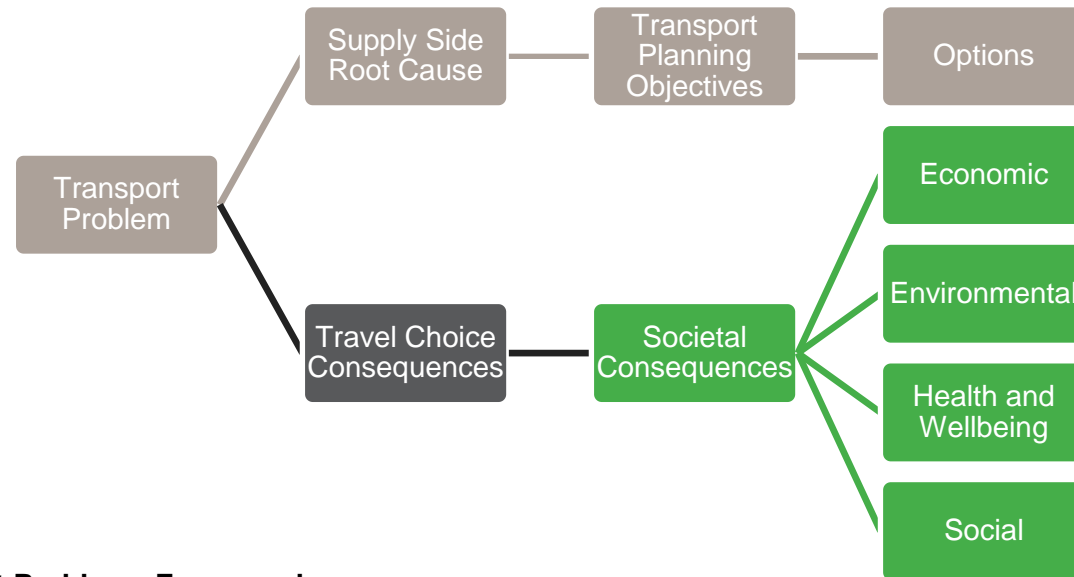 Supply Side
Root Cause
Transport
Planning
Objectives
Options
Transport
Problem
Economic
Environmental
Travel Choice
Consequences
Societal
Consequences
Health and
Wellbeing
Social